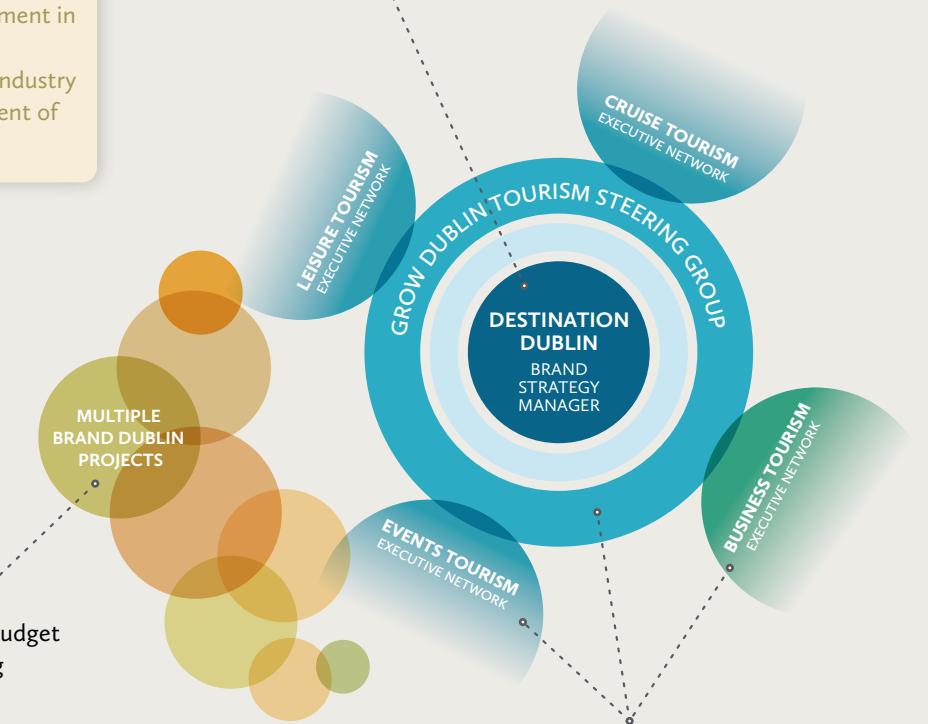 ment in
ndustry
ent of
CRUISE TOURISM
EXECUTIVE NETWORK
LEISURE TOURISM
EXECUTIVE NETWORK
GROW DUBLIN TOURISM STEERING GROUP
DESTINATION
DUBLIN
BRAND
STRATEGY
MANAGER
MULTIPLE
BRAND DUBLIN
PROJECTS
BUSINESS TOURISM
EXECUTIVE NETWORK
EVENTS TOURISM
EXECUTIVE NETWORK
udget
g